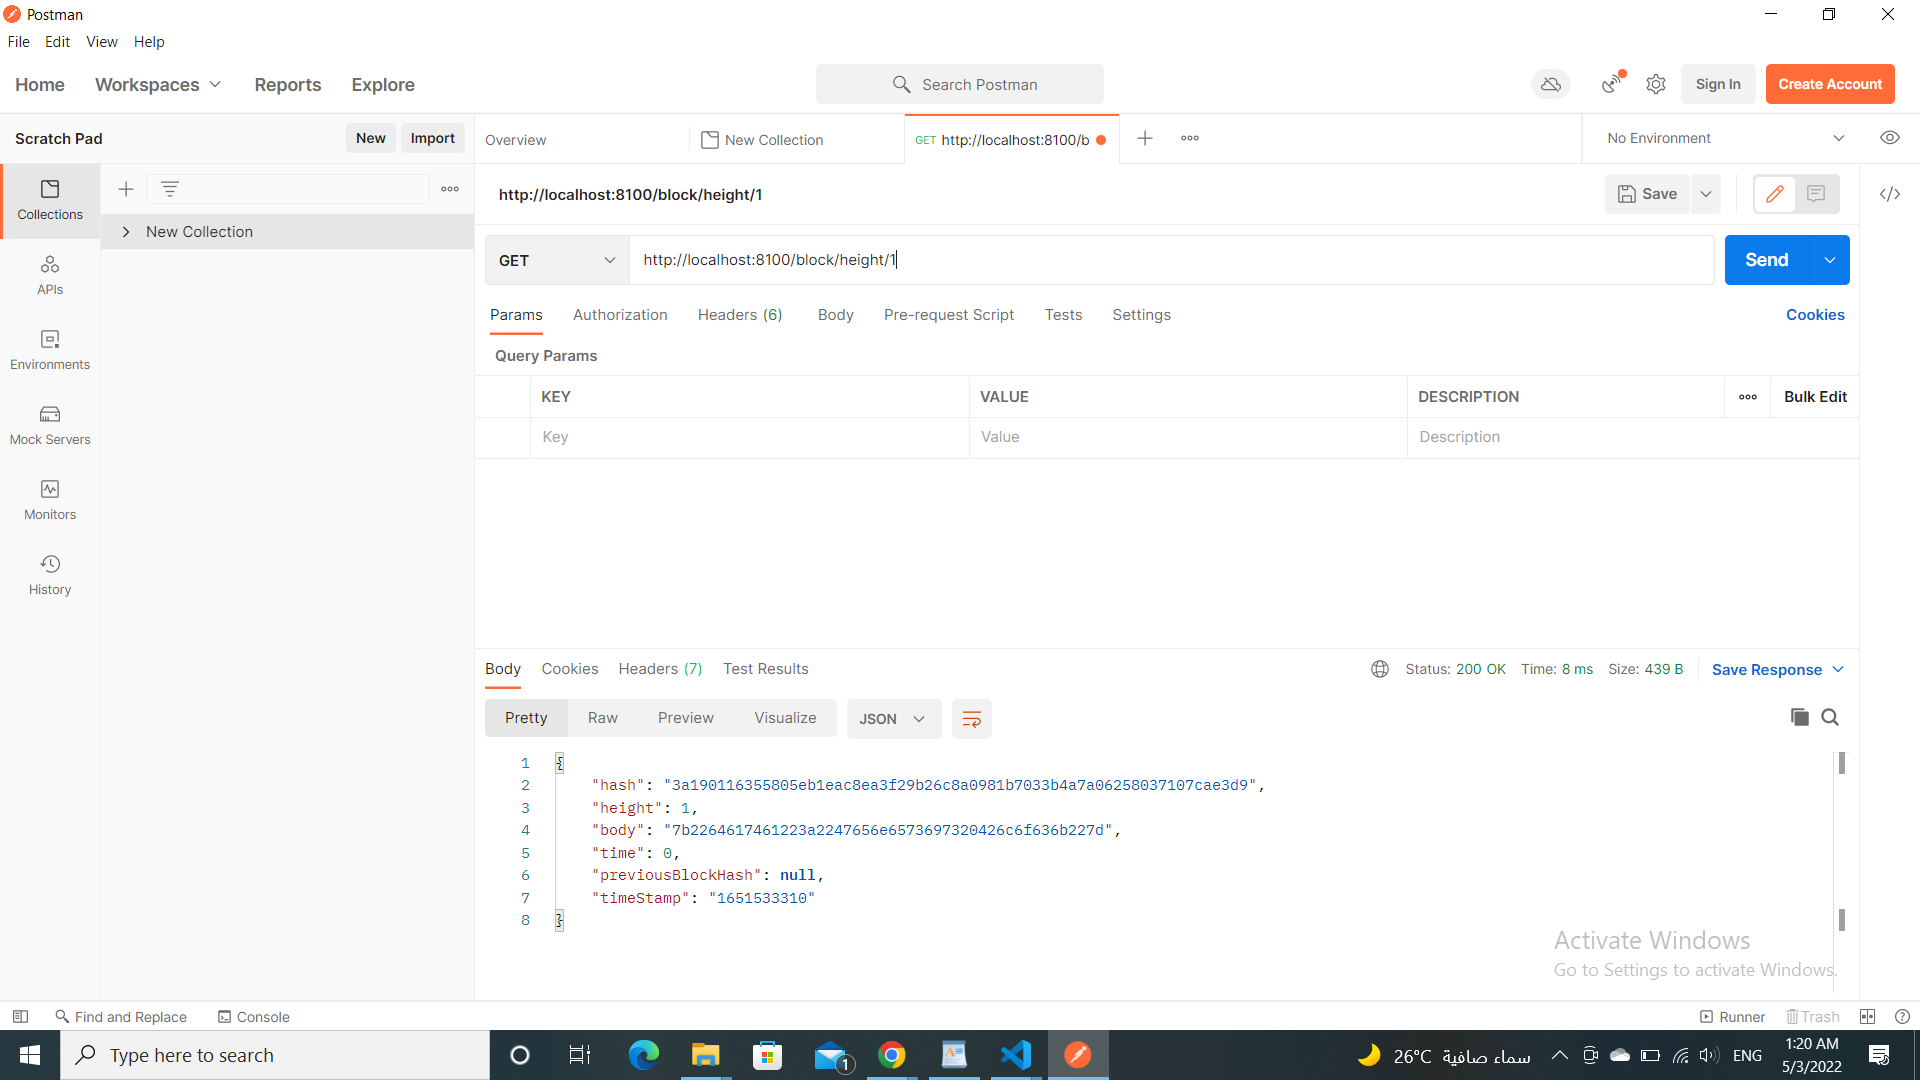 Postman
File Edit View Help
Home Workspaces Reports Explore
Search Postman
Sign In
Create Account
Scratch Pad
New
Import
Overview
New Collection
GET http://localhost:8100/b
No Environment
Collections
New Collection
APIs
Environments
Mock Servers
Monitors
History
http://localhost:8100/block/height/1
Save
GET
http://localhost:8100/block/height/1
Send
Params Authorization Headers (6) Body Pre-request Script Tests Settings
Cookies
Query Params
KEY VALUE DESCRIPTION
Bulk Edit
Key Value Description
Body Cookies Headers (7) Test Results
Status: 200 OK Time: 8 ms Size: 439 B
Save Response
Pretty Raw Preview Visualize
JSON
1 {
2 "hash": "3a190116355805eb1eac8ea3f29b26c8a0981b7033b4a7a06258037107cae3d9",
3 "height": 1,
4 "body": "7b2264617461223a2247656e6573697320426c6f636b227d",
5 "time": 0,
6 "previousBlockHash": null,
7 "timeStamp": "1651533310"
8 }
Activate Windows
Go to Settings to activate Windows.
Find and Replace
Console
Runner
Trash
Type here to search
1
26°C سماء صافية
ENG
1:20 AM
5/3/2022